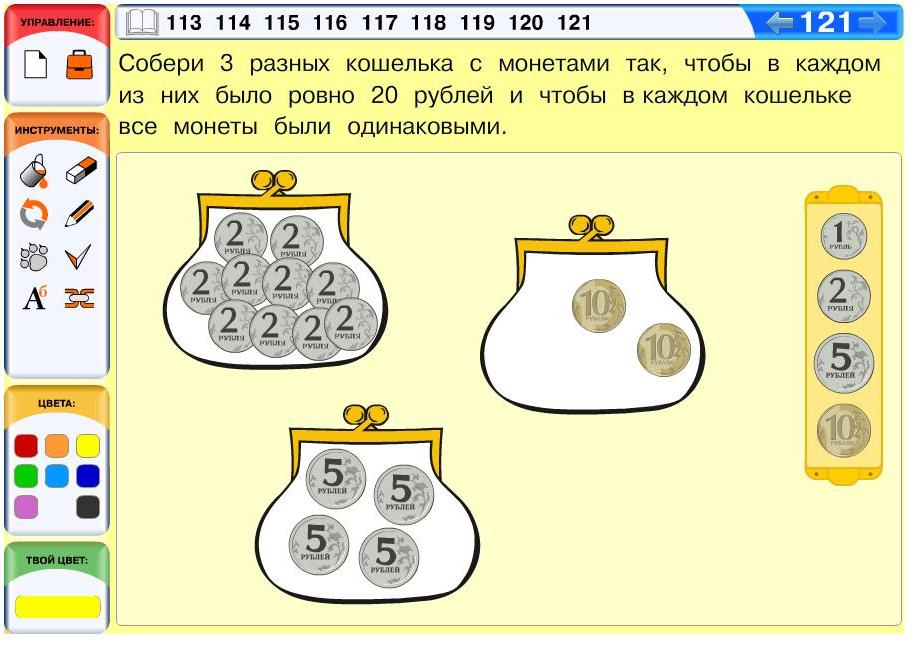 УПРАВЛЕНИЕ:
113 114 115 116 117 118 119 120 121
121
Собери 3 разных кошелька с монетами так, чтобы в каждом
из них было ровно 20 рублей и чтобы в каждом кошельке
все монеты были одинаковыми.
ИНСТРУМЕНТЫ:
Аб
ЦВЕТА:
ТВОЙ ЦВЕТ:
2 РУБЛЯ
2 РУБЛЯ
2 РУБЛЯ
2 РУБЛЯ
2 РУБЛЯ
2 РУБЛЯ
2 РУБЛЯ
2 РУБЛЯ
2 РУБЛЯ
2 РУБЛЯ
10 РУБЛЕЙ
10 РУБЛЕЙ
5 РУБЛЕЙ
5 РУБЛЕЙ
5 РУБЛЕЙ
5 РУБЛЕЙ
1 РУБЛЬ
2 РУБЛЯ
5 РУБЛЕЙ
10 РУБЛЕЙ